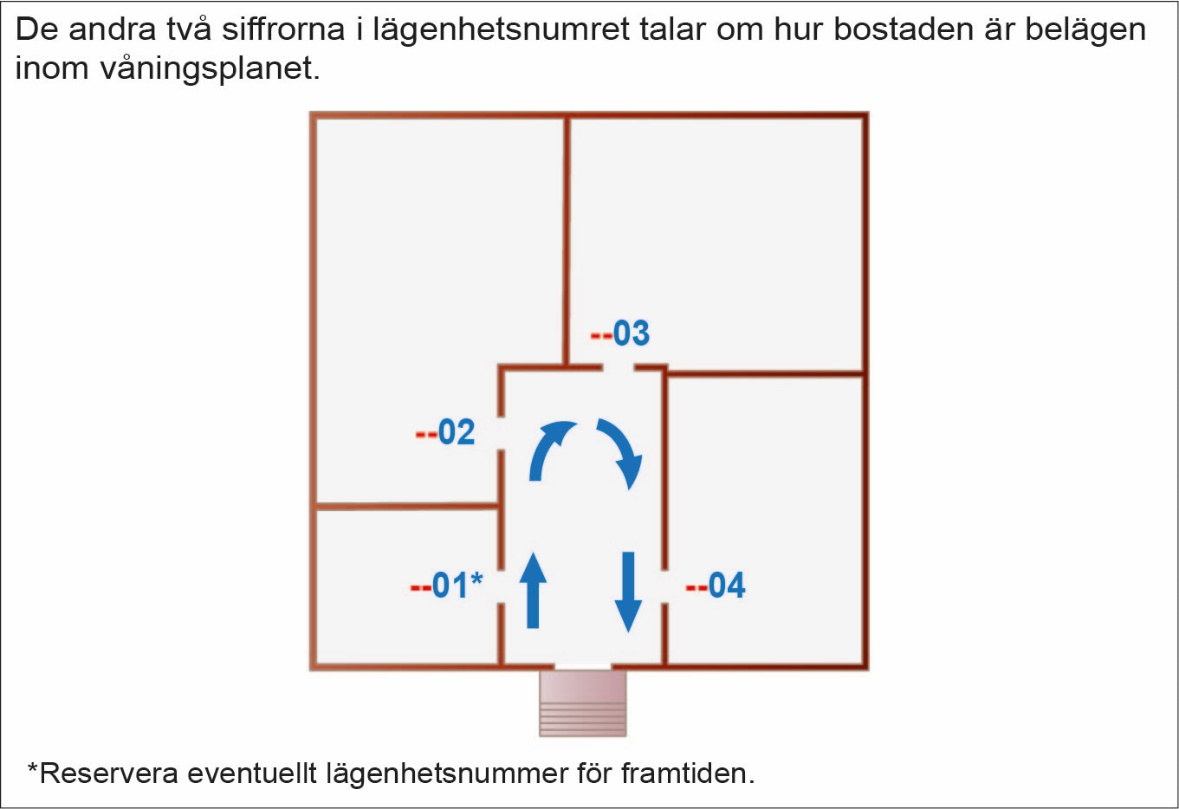 De andra två siffrorna i lägenhetsnumret talar om hur bostaden är belägen
inom våningsplanet.
--03
--02
--01*
--04
*Reservera eventuellt lägenhetsnummer för framtiden.